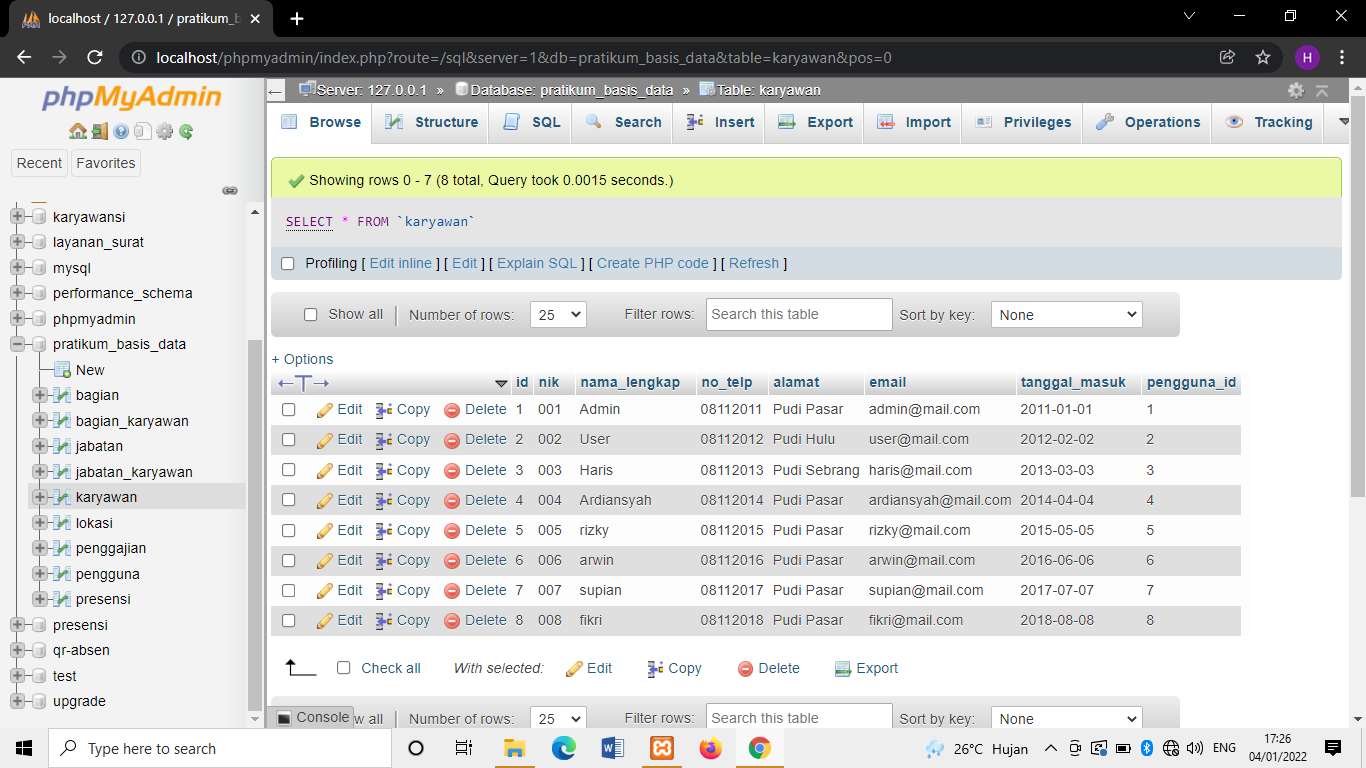 localhost / 127.0.0.1 / pratikum_b
localhost/phpmyadmin/index.php?route=/sql&server=1&db=pratikum_basis_data&table=karyawan&pos=0
H
phpMyAdmin
Recent Favorites
karyawansi
layanan_surat
mysql
performance_schema
phpmyadmin
pratikum_basis_data
New
bagian
bagian_karyawan
jabatan
jabatan_karyawan
karyawan
lokasi
penggajian
pengguna
presensi
presensi
qr-absen
test
upgrade
Server: 127.0.0.1 » Database: pratikum_basis_data » Table: karyawan
Browse Structure SQL Search Insert Export Import Privileges Operations Tracking
Showing rows 0 - 7 (8 total, Query took 0.0015 seconds.)
SELECT * FROM `karyawan`
Profiling [ Edit inline ] [ Edit ] [ Explain SQL ] [ Create PHP code ] [ Refresh ]
Show all | Number of rows: 25 Filter rows: Search this table Sort by key: None
+ Options
←T→ id nik nama_lengkap no_telp alamat email tanggal_masuk pengguna_id
Edit Copy Delete 1 001 Admin 08112011 Pudi Pasar admin@mail.com 2011-01-01 1
Edit Copy Delete 2 002 User 08112012 Pudi Hulu user@mail.com 2012-02-02 2
Edit Copy Delete 3 003 Haris 08112013 Pudi Sebrang haris@mail.com 2013-03-03 3
Edit Copy Delete 4 004 Ardiansyah 08112014 Pudi Pasar ardiansyah@mail.com 2014-04-04 4
Edit Copy Delete 5 005 rizky 08112015 Pudi Pasar rizky@mail.com 2015-05-05 5
Edit Copy Delete 6 006 arwin 08112016 Pudi Pasar arwin@mail.com 2016-06-06 6
Edit Copy Delete 7 007 supian 08112017 Pudi Pasar supian@mail.com 2017-07-07 7
Edit Copy Delete 8 008 fikri 08112018 Pudi Pasar fikri@mail.com 2018-08-08 8
Check all With selected: Edit Copy Delete Export
Console w all | Number of rows: 25 Filter rows: Search this table Sort by key: None
Type here to search
26°C Hujan ENG 17:26
04/01/2022